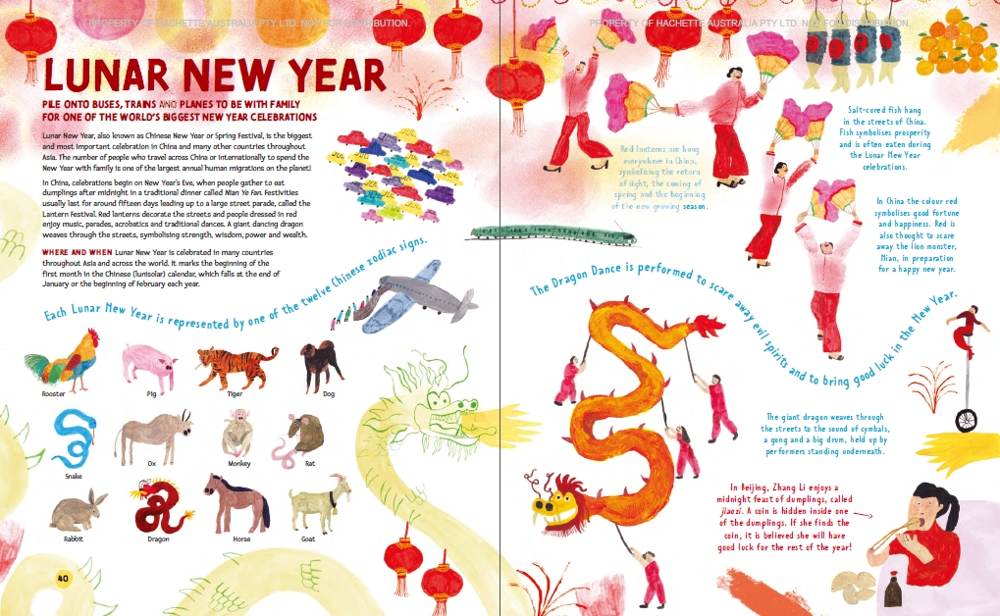 PROPERTY OF HACHETTE AUSTRALIA PTY LTD. NOT FOR DISTRIBUTION.
LUNAR NEW YEAR
PILE ONTO BUSES, TRAINS AND PLANES TO BE WITH FAMILY
FOR ONE OF THE WORLD'S BIGGEST NEW YEAR CELEBRATIONS
Lunar New Year, also known as Chinese New Year or Spring Festival, is the biggest
and most important celebration in China and many other countries throughout
Asia. The number of people who travel across China or internationally to spend the
New Year with family is one of the largest annual human migrations on the planet!
In China, celebrations begin on New Year's Eve, when people gather to eat
dumplings after midnight in a traditional dinner called Nian Ye Fan. Festivities
usually last for around fifteen days leading up to a large street parade, called the
Lantern Festival. Red lanterns decorate the streets and people dressed in red
enjoy music, parades, acrobatics and traditional dances. A giant dancing dragon
weaves through the streets, symbolising strength, wisdom, power and wealth.
WHERE AND WHEN Lunar New Year is celebrated in many countries
throughout Asia and across the world. It marks the beginning of the
first month in the Chinese (lunisolar) calendar, which falls at the end of
January or the beginning of February each year.
Each Lunar New Year is represented by one of the twelve Chinese zodiac signs.
Rooster
Pig
Tiger
Dog
Snake
Ox
Monkey
Rat
Rabbit
Dragon
Horse
Goat
40
PROPERTY OF HACHETTE AUSTRALIA PTY LTD. NOT FOR DISTRIBUTION.
Red lanterns are hung
everywhere in China,
symbolising the return
of light, the coming of
spring and the beginning
of the new growing season.
Salt-cured fish hang
in the streets of China.
Fish symbolises prosperity
and is often eaten during
the Lunar New Year
celebrations.
In China the colour red
symbolises good fortune
and happiness. Red is
also thought to scare
away the lion monster,
Nian, in preparation
for a happy new year.
The Dragon Dance is performed to scare away evil spirits and to bring good luck in the New Year.
The giant dragon weaves through
the streets to the sound of cymbals,
a gong and a big drum, held up by
performers standing underneath.
In Beijing, Zhang Li enjoys a
midnight feast of dumplings, called
jiaozi. A coin is hidden inside one
of the dumplings. If she finds the
coin, it is believed she will have
good luck for the rest of the year!